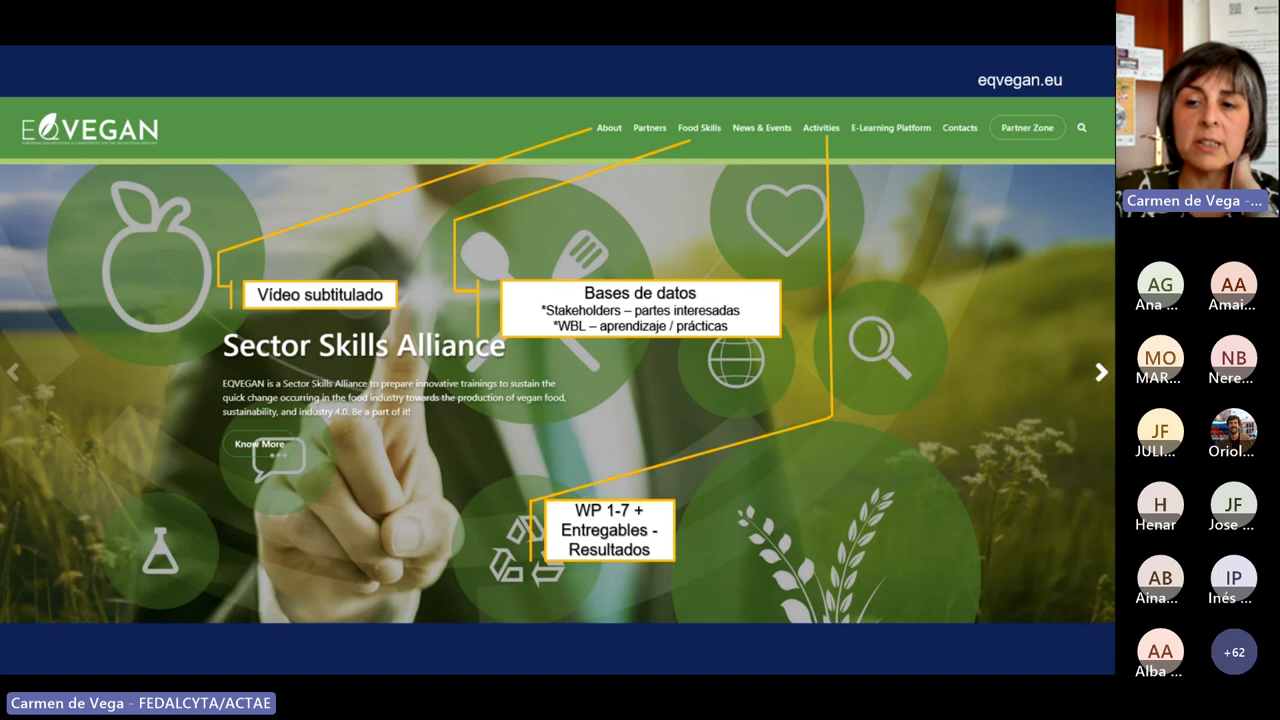 eqvegan.eu
EQVEGAN
About Partners Food Skills News & Events Activities E-Learning Platform Contacts Partner Zone
Vídeo subtitulado
Bases de datos
*Stakeholders – partes interesadas
*WBL – aprendizaje / prácticas
Sector Skills Alliance
EQVEGAN is a Sector Skills Alliance to prepare innovative trainings to sustain the
quick change occurring in the food industry towards the production of vegan food,
sustainability, and industry 4.0. Be a part of it!
Know More
WP 1-7 +
Entregables -
Resultados
Carmen de Vega -...
AG AA
Ana ... Amai...
MO NB
MAR... Nere...
JF
JULI... Oriol...
H JF
Henar Jose ...
AB IP
Aina... Inés ...
AA +62
Alba ...
Carmen de Vega - FEDALCYTA/ACTAE